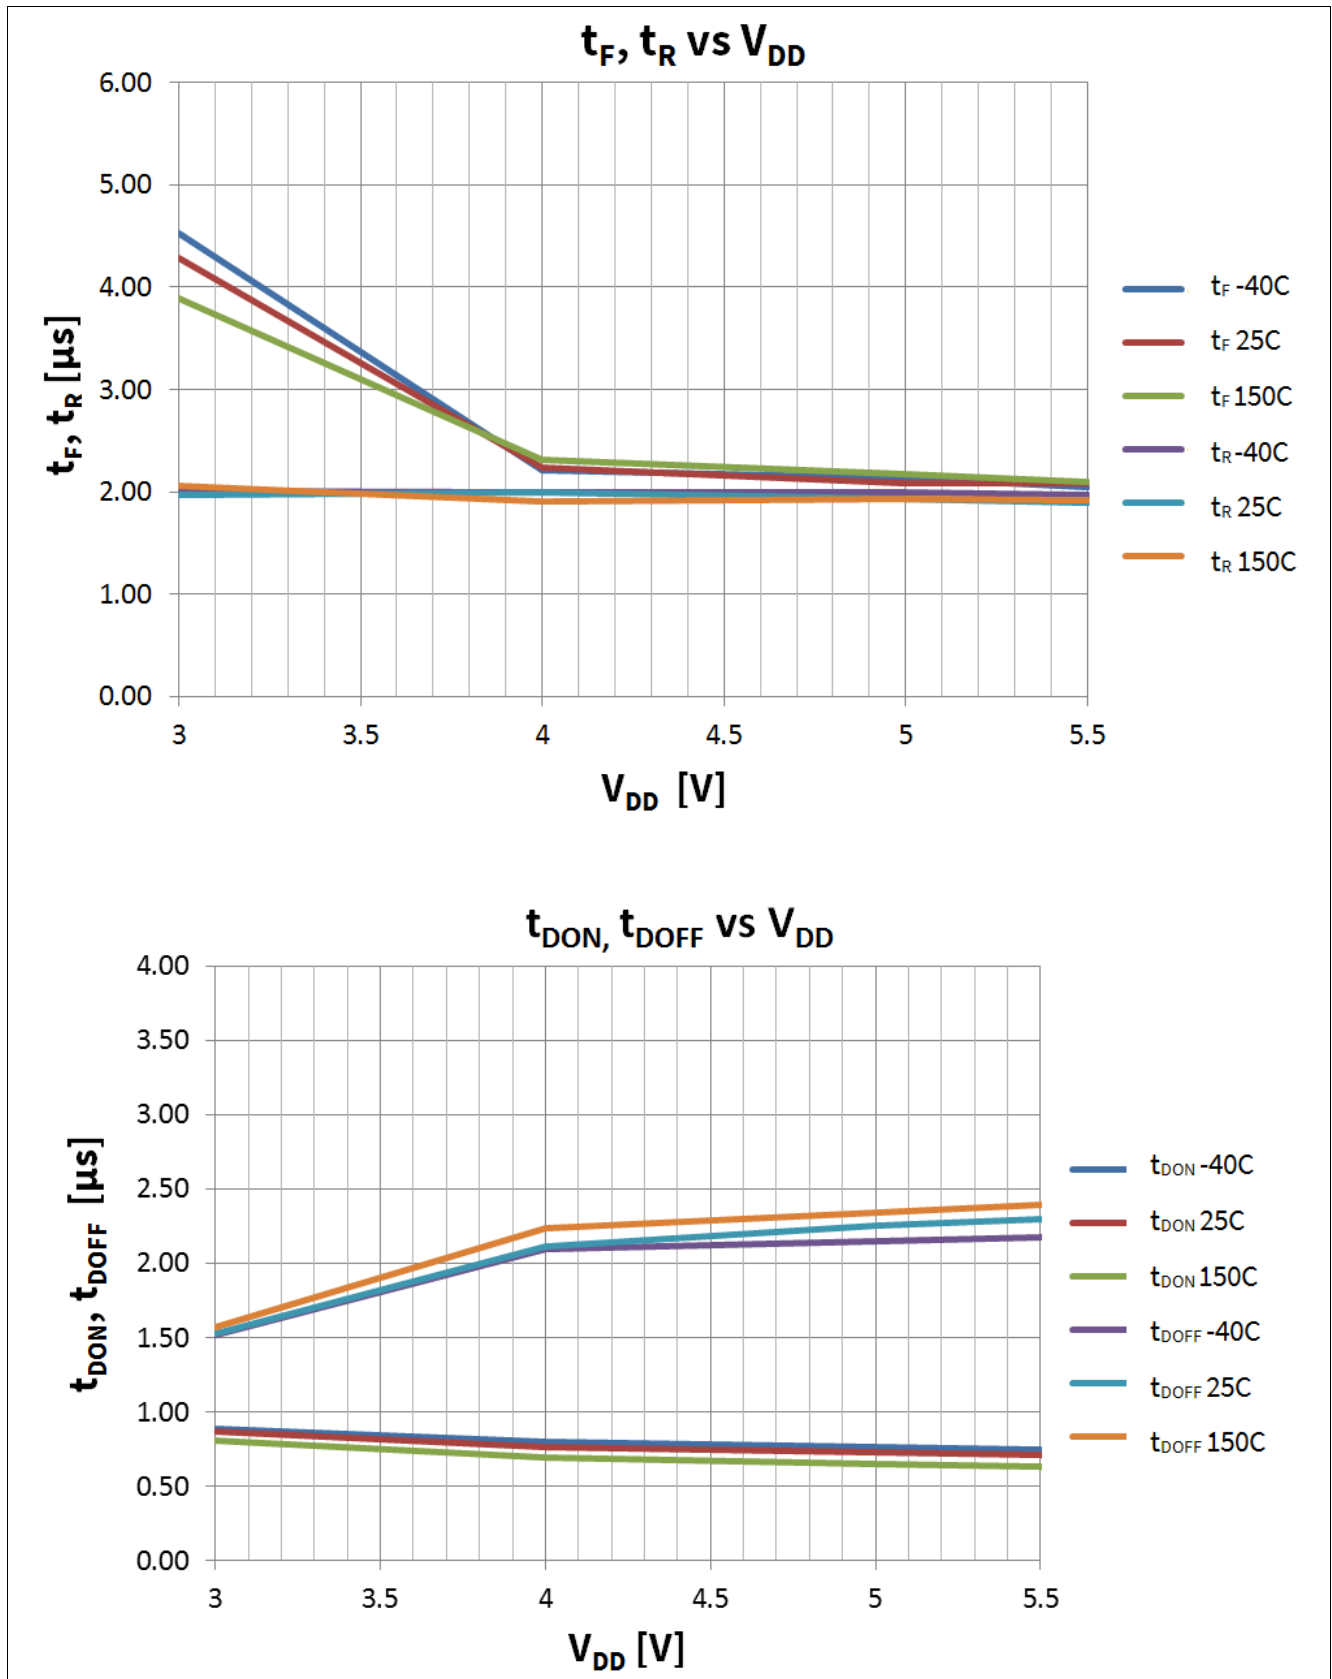 tF, tR vs VDD
6.00
5.00
4.00
3.00
2.00
1.00
0.00
tF, tR [µs]
3 3.5 4 4.5 5 5.5
VDD [V]
tF -40C
tF 25C
tF 150C
tR -40C
tR 25C
tR 150C
tDON, tDOFF vs VDD
4.00
3.50
3.00
2.50
2.00
1.50
1.00
0.50
0.00
tDON, tDOFF [µs]
3 3.5 4 4.5 5 5.5
VDD [V]
tDON -40C
tDON 25C
tDON 150C
tDOFF -40C
tDOFF 25C
tDOFF 150C